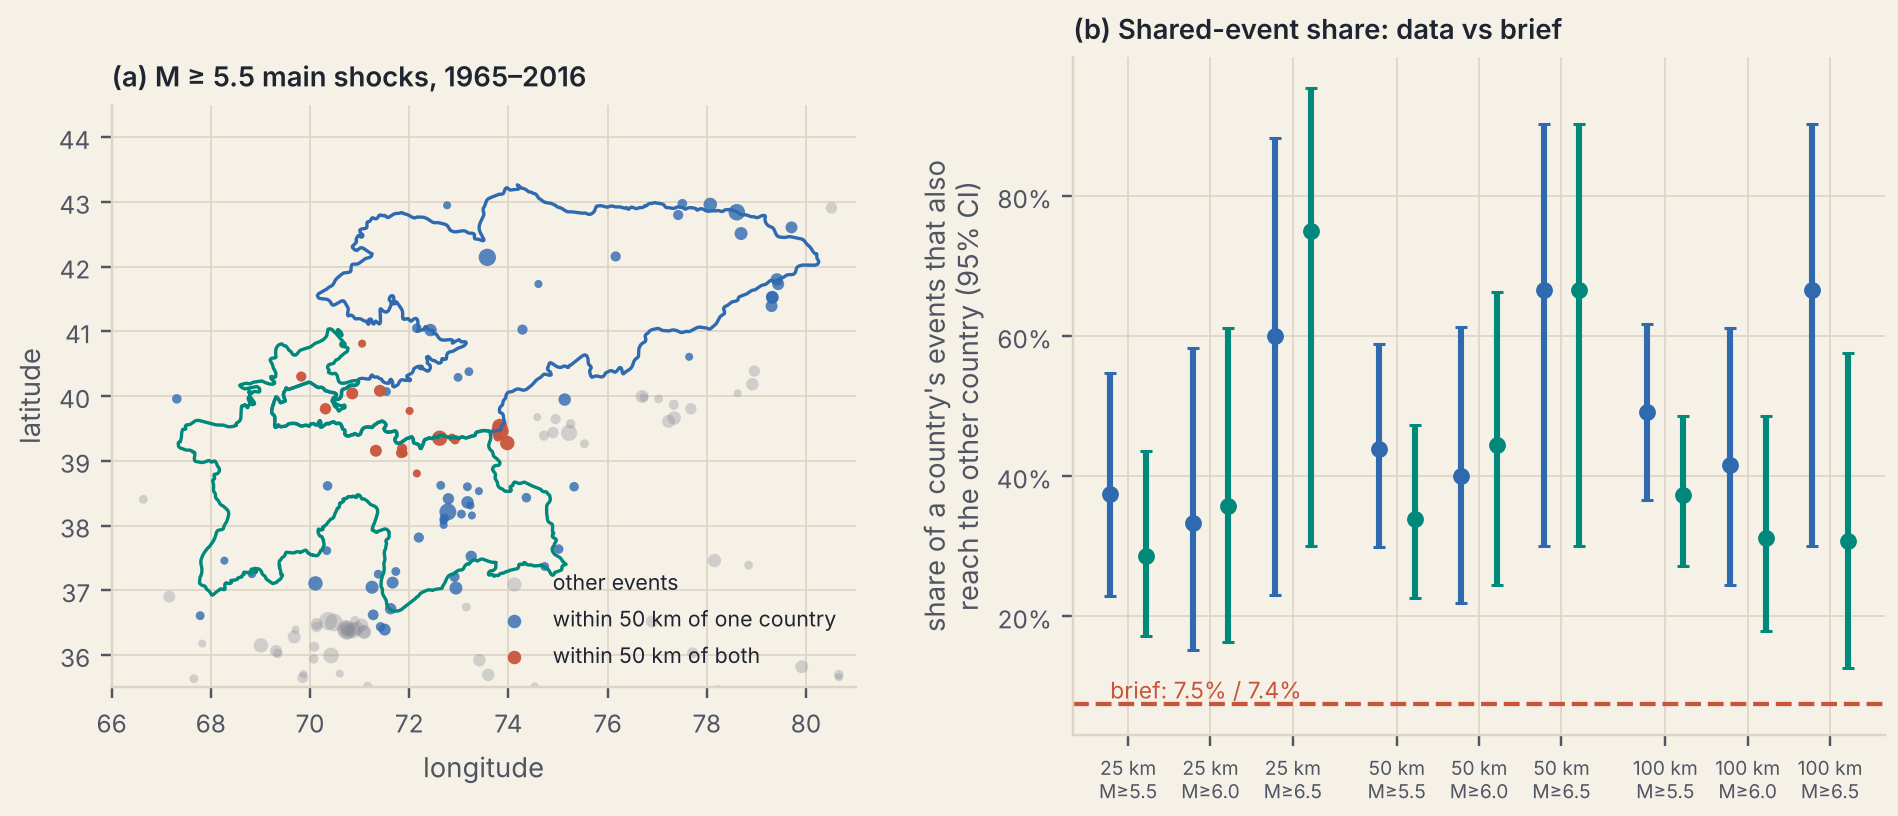 (a) M ≥ 5.5 main shocks, 1965–2016
44
43
42
41
40
39
38
37
36
latitude
66 68 70 72 74 76 78 80
longitude
other events
within 50 km of one country
within 50 km of both
(b) Shared-event share: data vs brief
share of a country's events that also
reach the other country (95% CI)
80%
60%
40%
20%
brief: 7.5% / 7.4%
25 km 25 km 25 km 50 km 50 km 50 km 100 km 100 km 100 km
M≥5.5 M≥6.0 M≥6.5 M≥5.5 M≥6.0 M≥6.5 M≥5.5 M≥6.0 M≥6.5